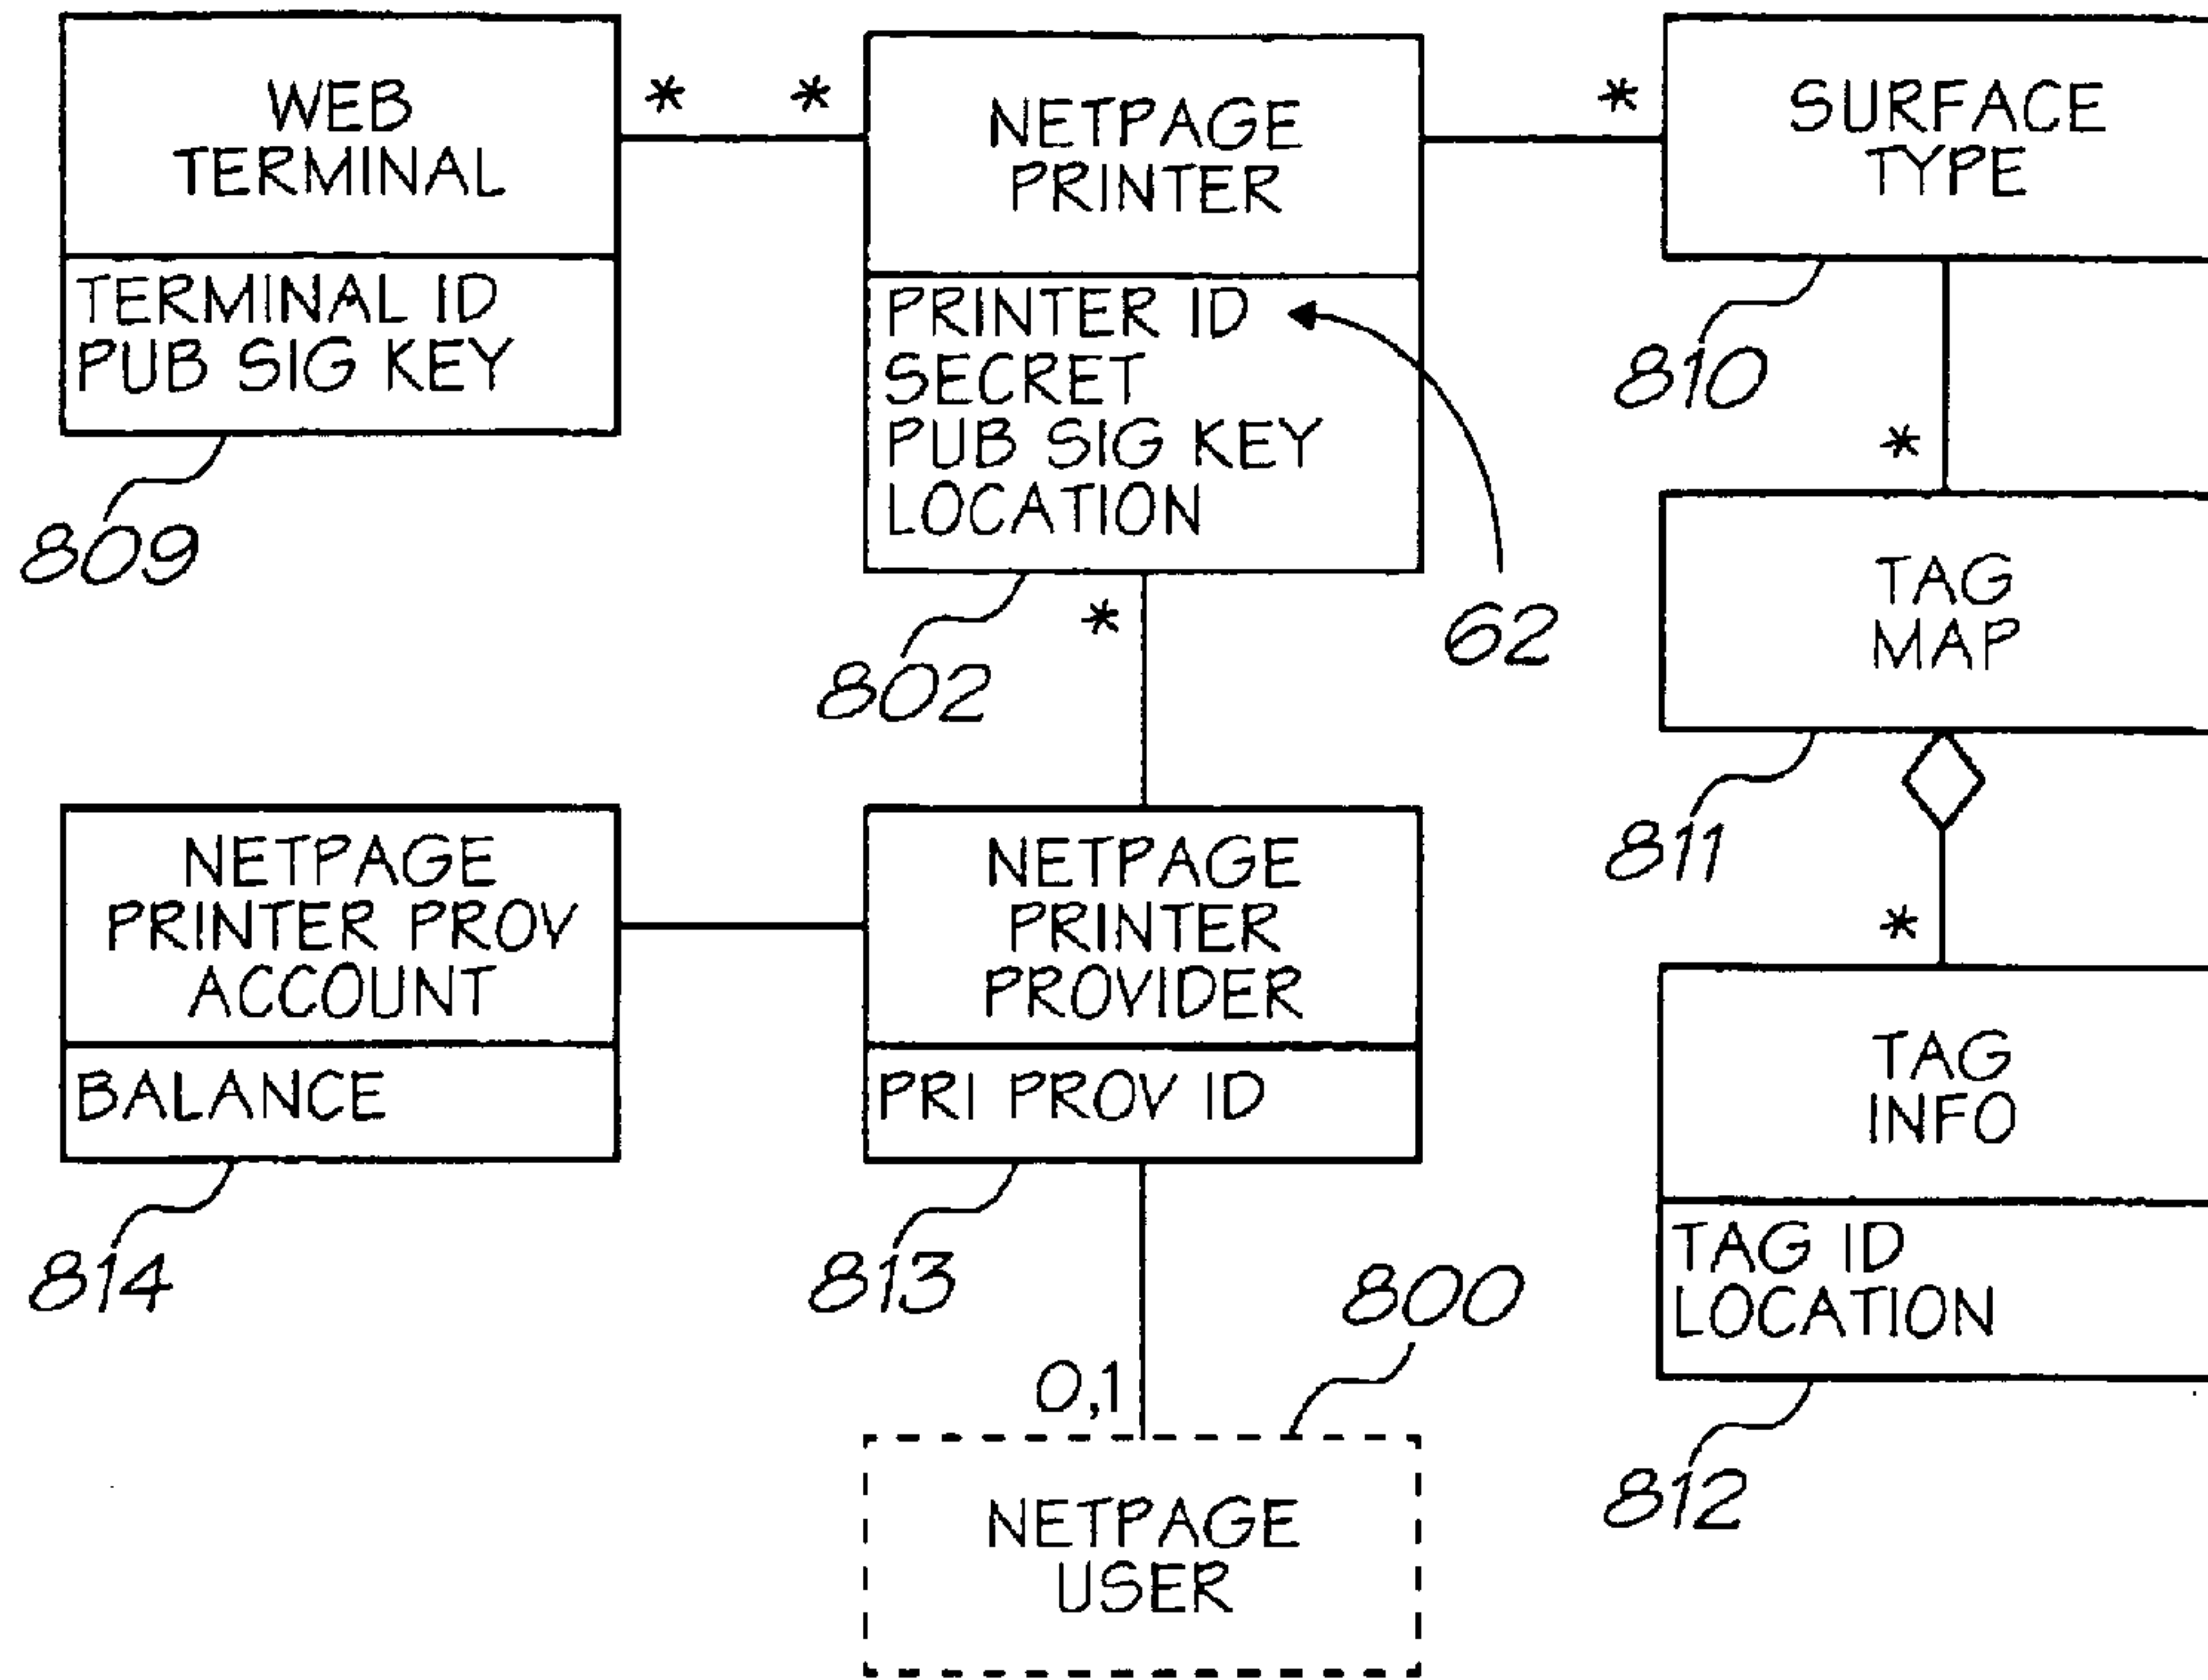 WEB
TERMINAL
TERMINAL ID
PUB SIG KEY
809
*
*
NETPAGE
PRINTER
PRINTER ID
SECRET
PUB SIG KEY
LOCATION
802
62
*
*
SURFACE
TYPE
810
*
TAG
MAP
811
*
TAG
INFO
TAG ID
LOCATION
812
NETPAGE
PRINTER PROV
ACCOUNT
BALANCE
814
NETPAGE
PRINTER
PROVIDER
PRI PROV ID
813
800
0,1
NETPAGE
USER